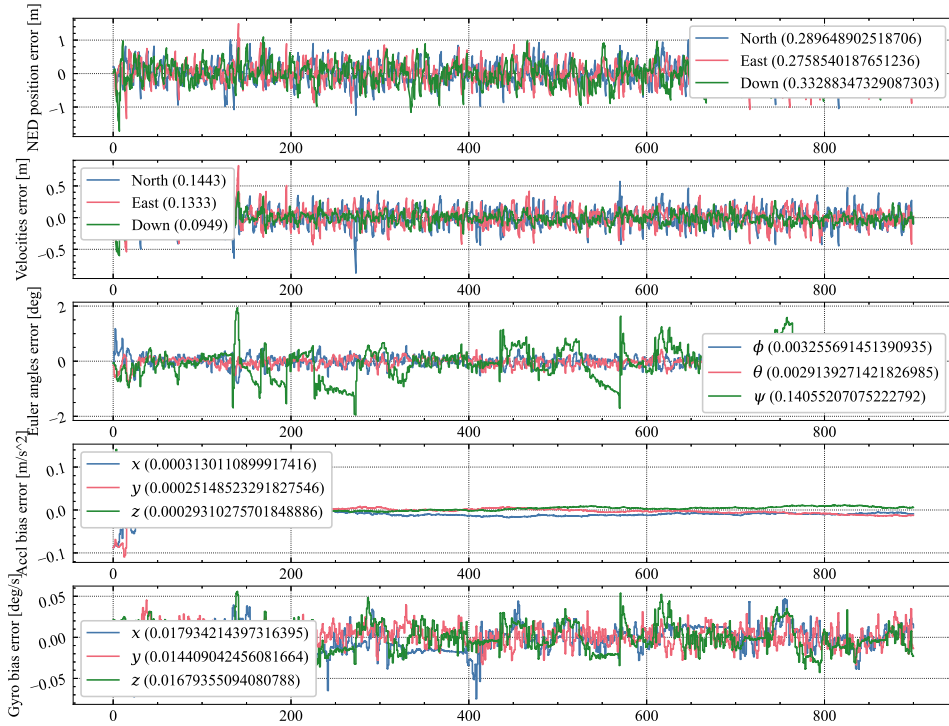 NED position error [m]
1
0
−1
North (0.289648902518706)
East (0.2758540187651236)
Down (0.33288347329087303)
0
200
400
600
800
Velocities error [m]
0.5
0.0
−0.5
North (0.1443)
East (0.1333)
Down (0.0949)
0
200
400
600
800
Euler angles error [deg]
2
0
−2
ϕ (0.003255691451390935)
θ (0.0029139271421826985)
ψ (0.14055207075222792)
0
200
400
600
800
Accl bias error [m/s^2]
0.1
0.0
−0.1
x (0.0003130110899917416)
y (0.00025148523291827546)
z (0.00029310275701848886)
0
200
400
600
800
Gyro bias error [deg/s]
0.05
0.00
−0.05
x (0.017934214397316395)
y (0.014409042456081664)
z (0.01679355094080788)
0
200
400
600
800